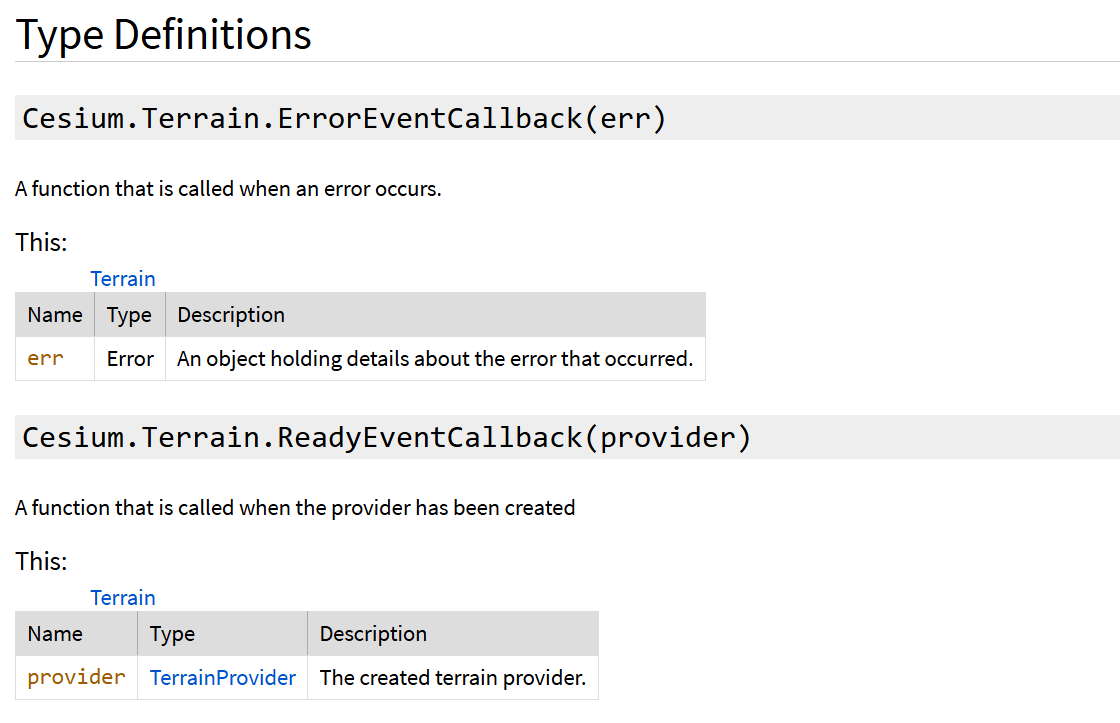 Type Definitions
Cesium.Terrain.ErrorEventCallback(err)
A function that is called when an error occurs.
This:
Terrain
Name Type Description
err Error An object holding details about the error that occurred.
Cesium.Terrain.ReadyEventCallback(provider)
A function that is called when the provider has been created
This:
Terrain
Name Type Description
provider TerrainProvider The created terrain provider.